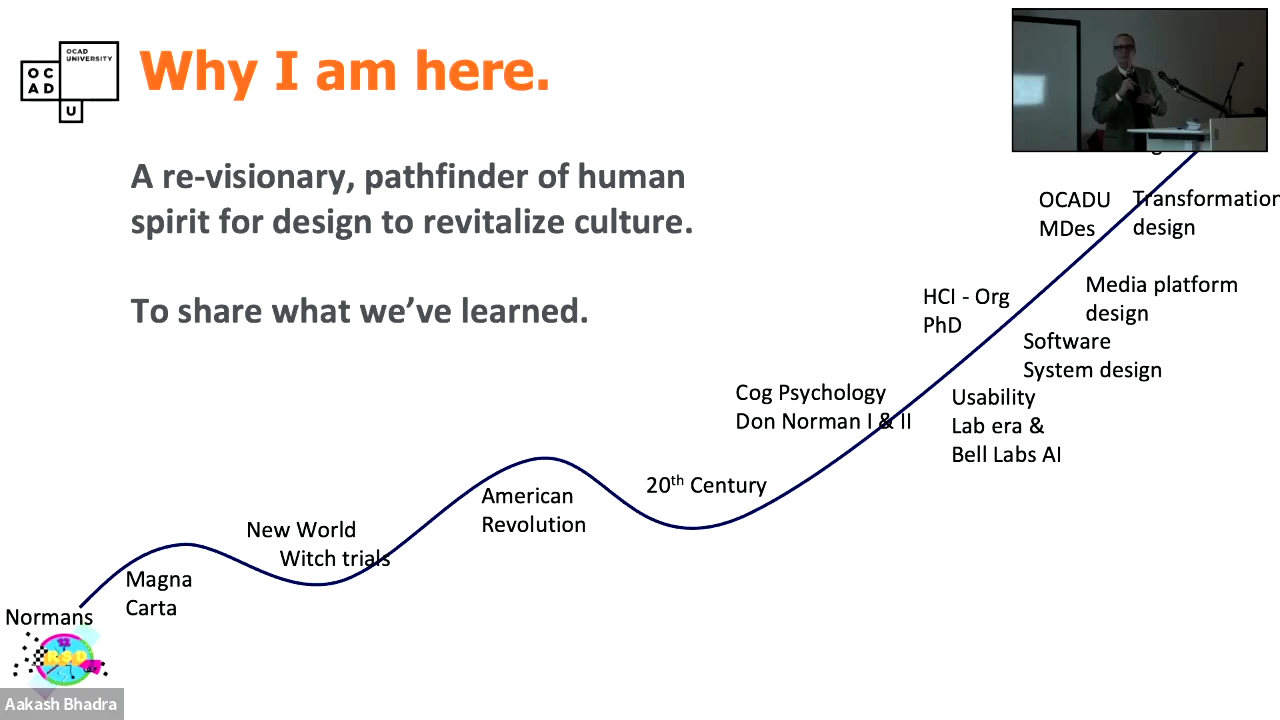 OCAD
UNIVERSITY
O C
A D
U
Why I am here.
A re-visionary, pathfinder of human
spirit for design to revitalize culture.
To share what we’ve learned.
OCADU
MDes
Transformation
design
HCI - Org
PhD
Media platform
design
Software
System design
Cog Psychology
Don Norman I & II
Usability
Lab era &
Bell Labs AI
20th Century
American
Revolution
New World
Witch trials
Magna
Carta
Normans
RSD
Aakash Bhadra